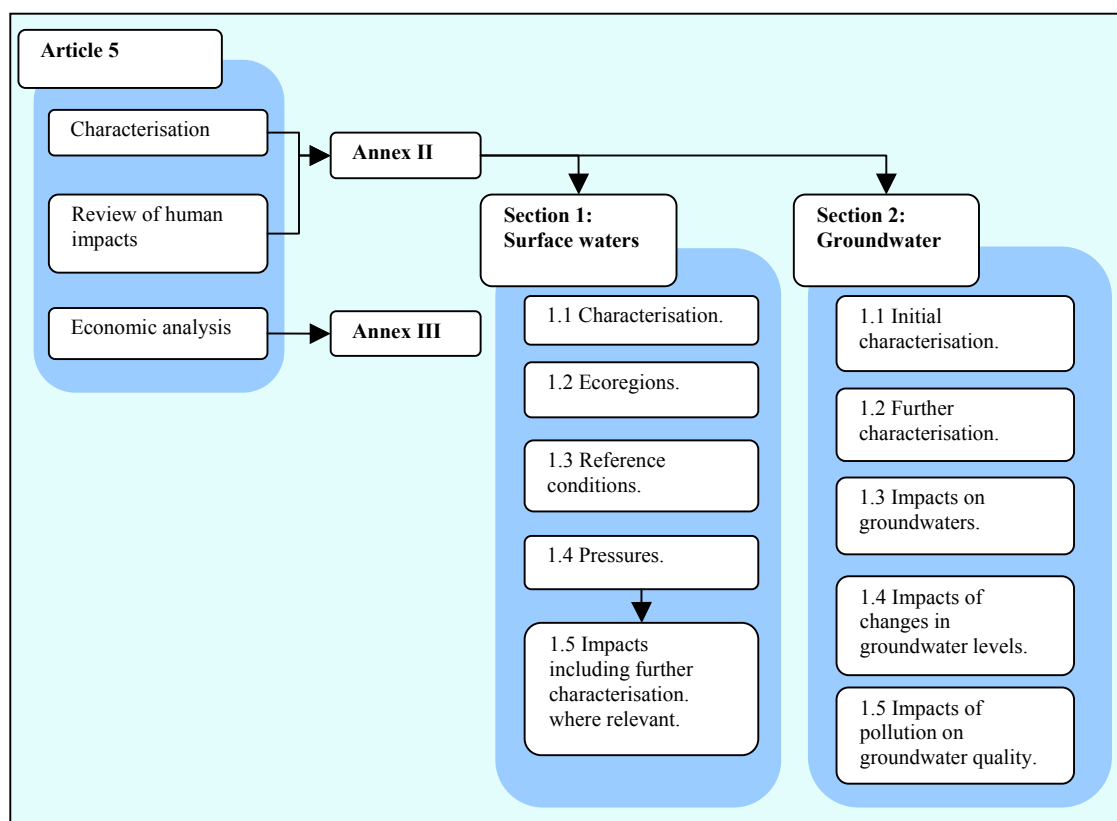 Article 5
Characterisation
Review of human
impacts
Economic analysis
Annex II
Annex III
Section 1:
Surface waters
1.1 Characterisation.
1.2 Ecoregions.
1.3 Reference
conditions.
1.4 Pressures.
1.5 Impacts
including further
characterisation.
where relevant.
Section 2:
Groundwater
1.1 Initial
characterisation.
1.2 Further
characterisation.
1.3 Impacts on
groundwaters.
1.4 Impacts of
changes in
groundwater levels.
1.5 Impacts of
pollution on
groundwater quality.